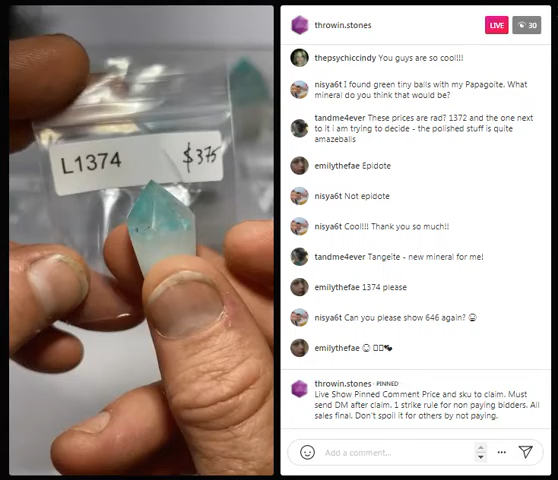 L1374 $375
throwin.stones LIVE 30
thepsychiccindy You guys are so cool!!!
nisya6t I found green tiny balls with my Papagoite. What
mineral do you think that would be?
tandme4ever These prices are rad? 1372 and the one next
to it i am trying to decide - the polished stuff is quite
amazeballs
emilythefae Epidote
nisya6t Not epidote
nisya6t Cool!!! Thank you so much!!
tandme4ever Tangeite - new mineral for me!
emilythefae 1374 please
nisya6t Can you please show 646 again?
emilythefae
throwin.stones · PINNED
Live Show Pinned Comment Price and sku to claim. Must
send DM after claim. 1 strike rule for non paying bidders. All
sales final. Don't spoil it for others by not paying.
Add a comment...